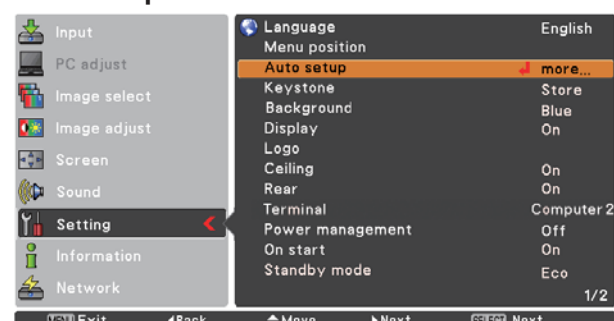 Input
PC adjust
Image select
Image adjust
Screen
Sound
Setting
Information
Network
Language English
Menu position
Auto setup more...
Keystone Store
Background Blue
Display On
Logo
Ceiling On
Rear On
Terminal Computer 2
Power management Off
On start On
Standby mode Eco
1/2
MENU Exit Back Move Next SELECT Next